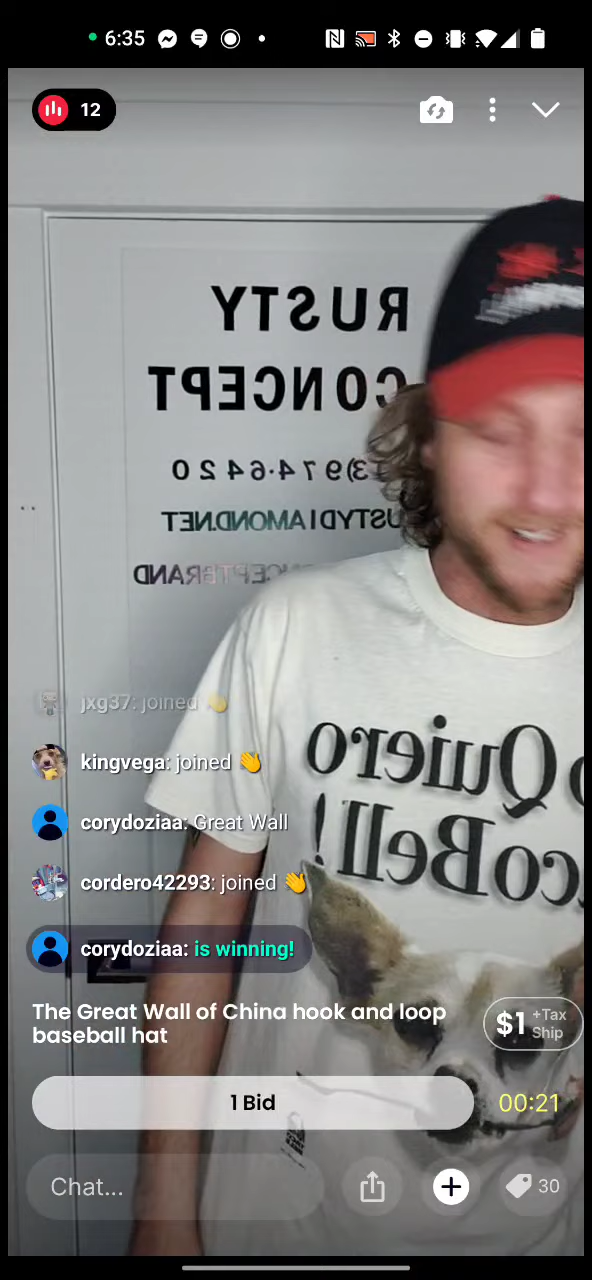 6:35
12
RUSTY
CONCEPT
3)974·6420
USTYDIAMOND.NET
NCEPTBRAND
o Quiero
coBell!
jxg37: joined 👋
kingvega: joined 👋
corydoziaa: Great Wall
cordero42293: joined 👋
corydoziaa: is winning!
The Great Wall of China hook and loop
baseball hat
$1 +Tax
Ship
1 Bid
00:21
Chat...
30